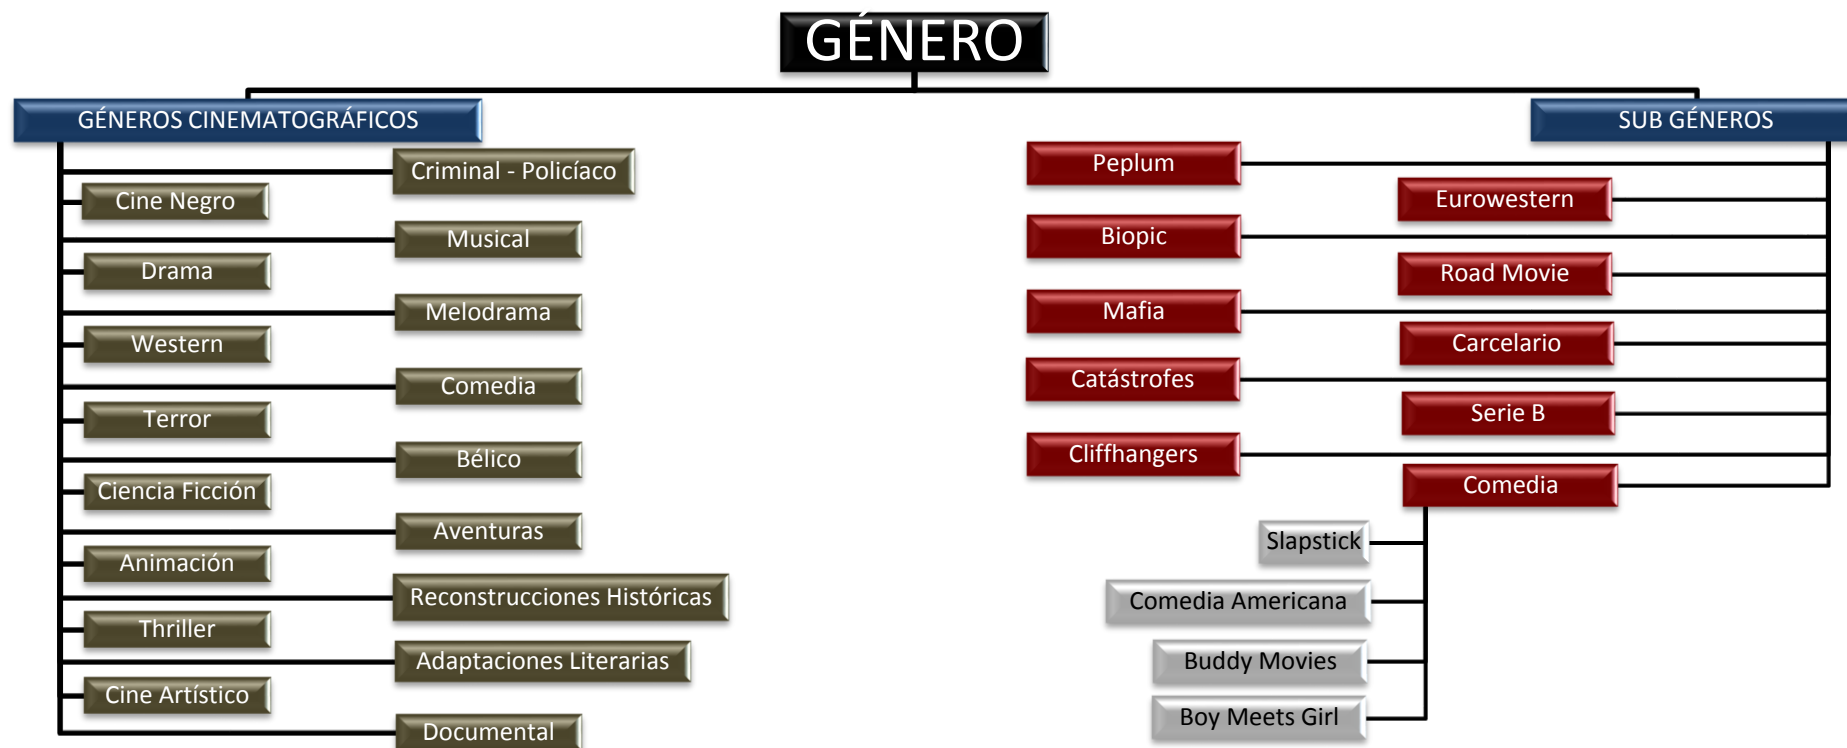 GÉNERO
GÉNEROS CINEMATOGRÁFICOS
Criminal - Policíaco
Cine Negro
Musical
Drama
Melodrama
Western
Comedia
Terror
Bélico
Ciencia Ficción
Aventuras
Animación
Reconstrucciones Históricas
Thriller
Adaptaciones Literarias
Cine Artístico
Documental
SUB GÉNEROS
Peplum
Eurowestern
Biopic
Road Movie
Mafia
Carcelario
Catástrofes
Serie B
Cliffhangers
Comedia
Slapstick
Comedia Americana
Buddy Movies
Boy Meets Girl